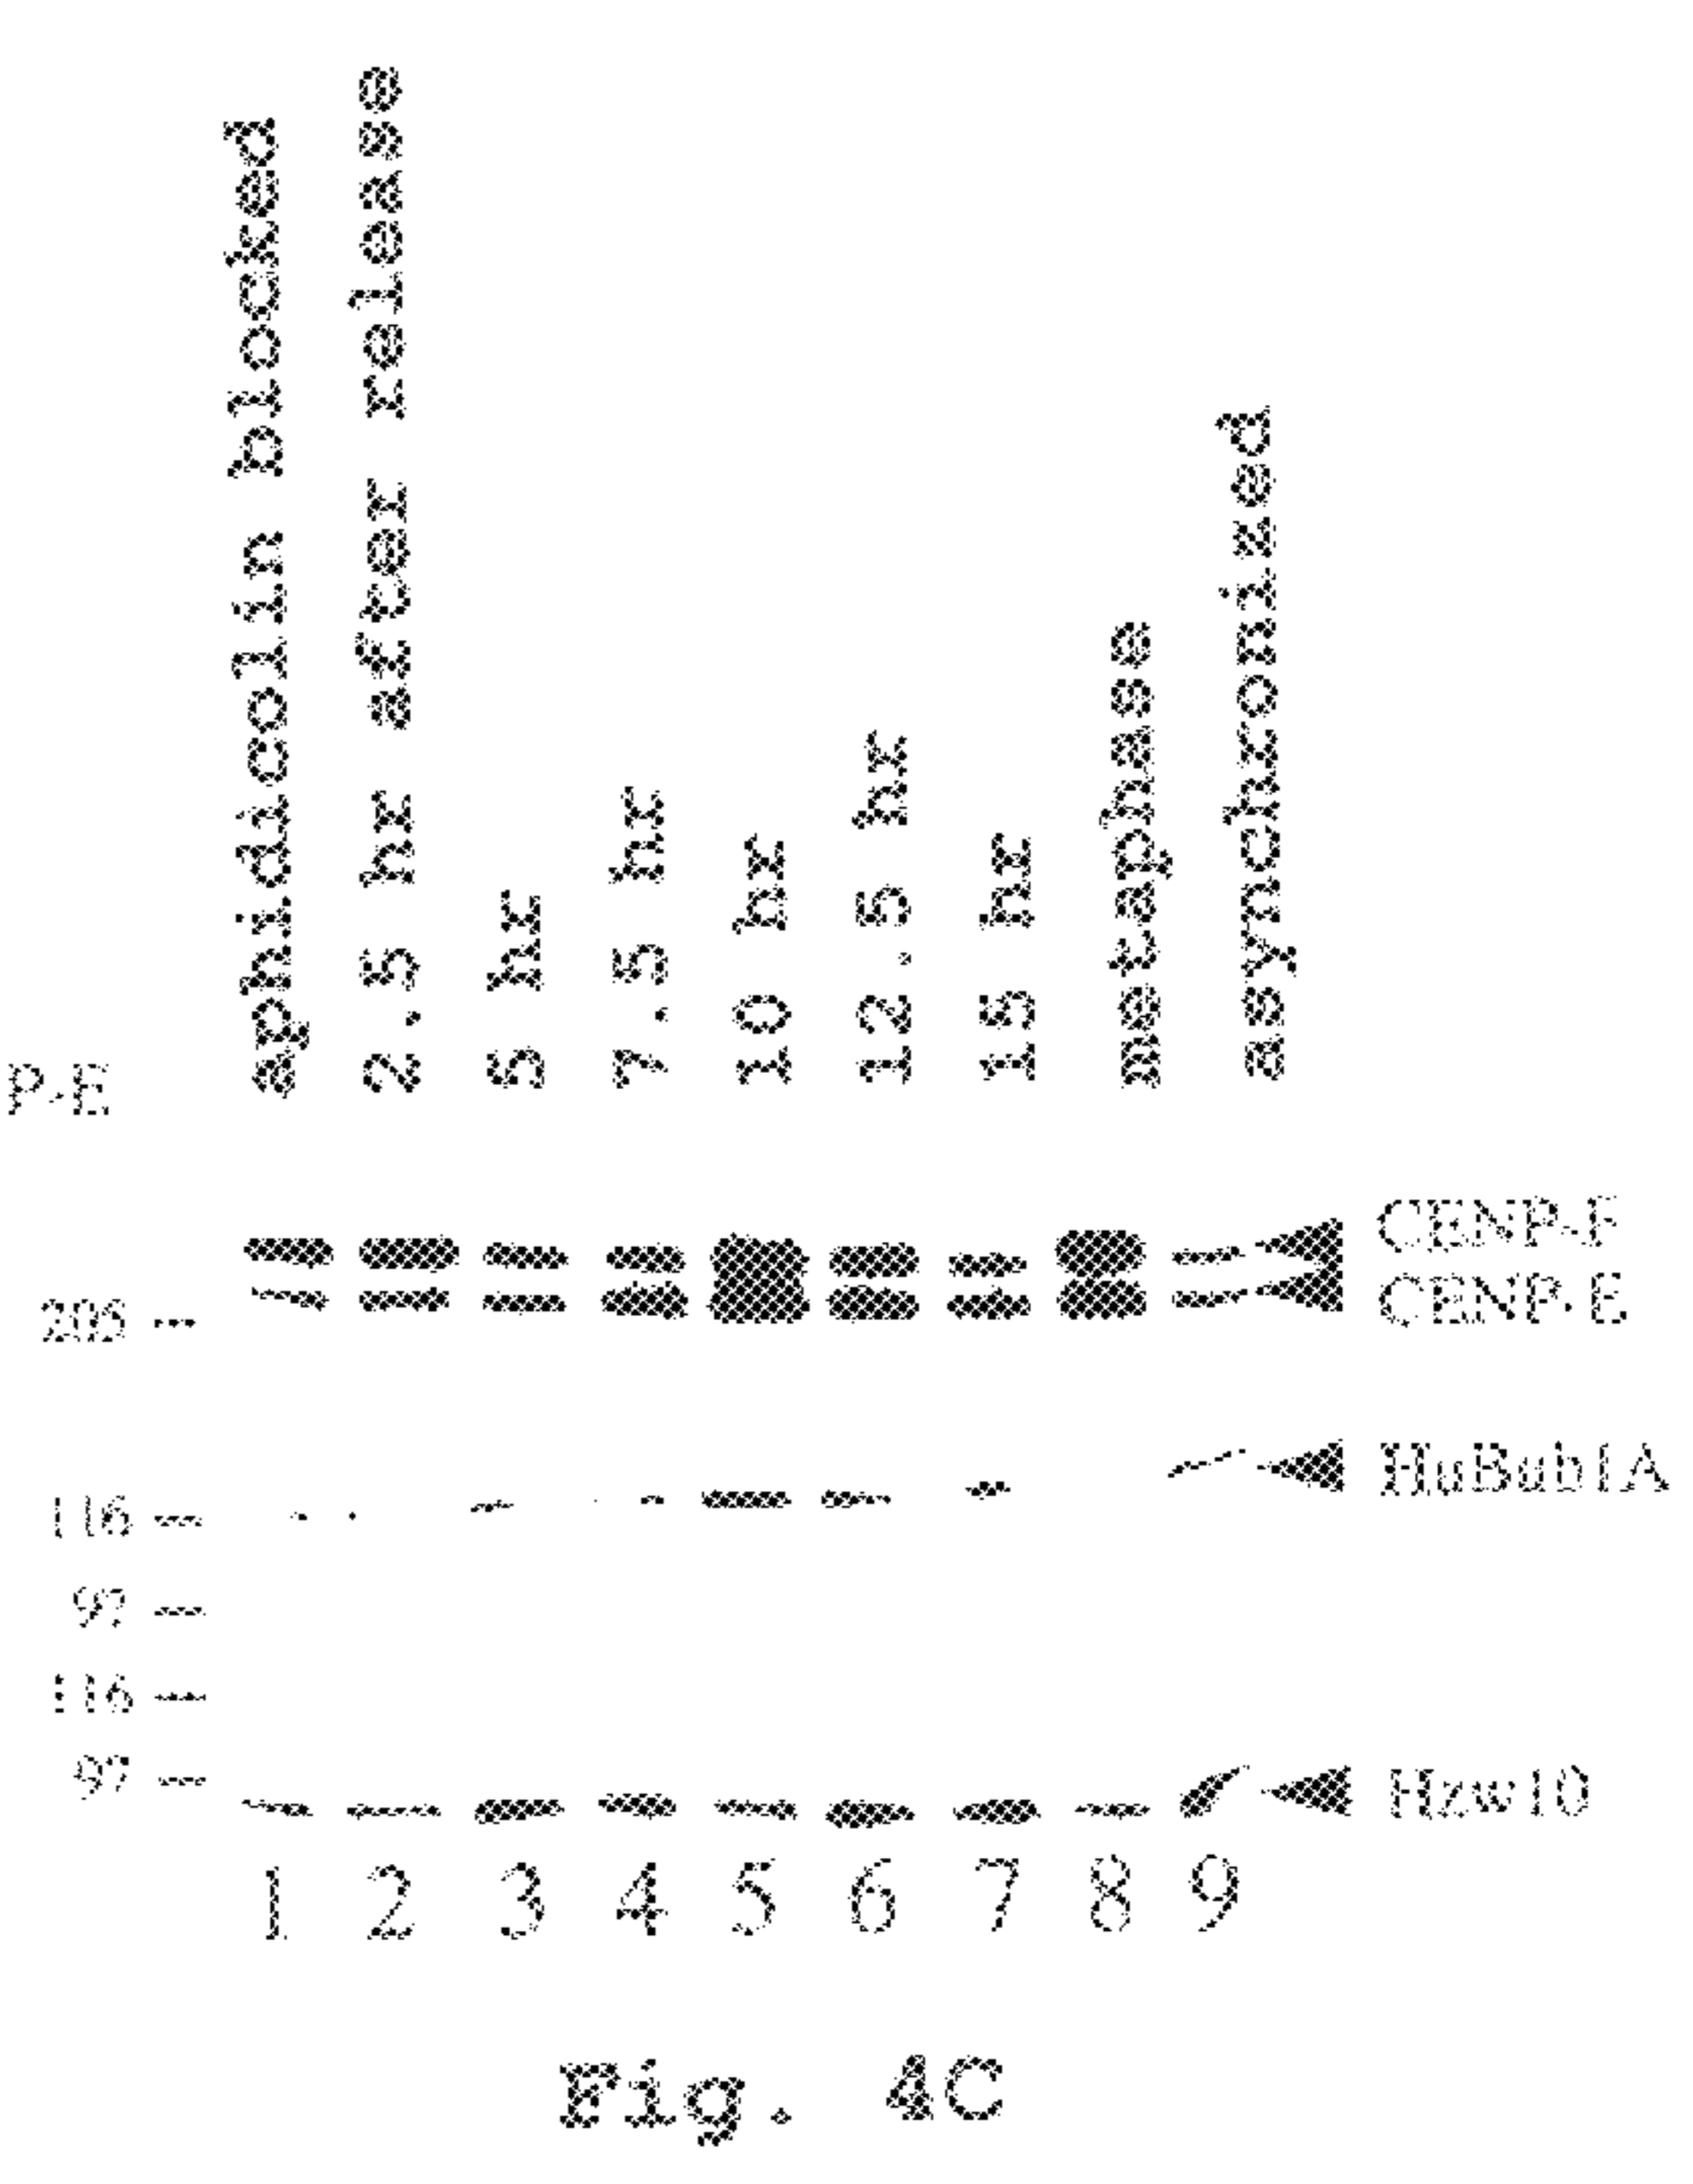 aphidicolin blocked
2.5 hr after release
5 hr
7.5 hr
10 hr
12.5 hr
15 hr
metaphase
asynchronized
P-E
CENP-F
205
CENP-E
HuBub1A
116
97
116
97
Hzw10
1 2 3 4 5 6 7 8 9
Fig. 4C